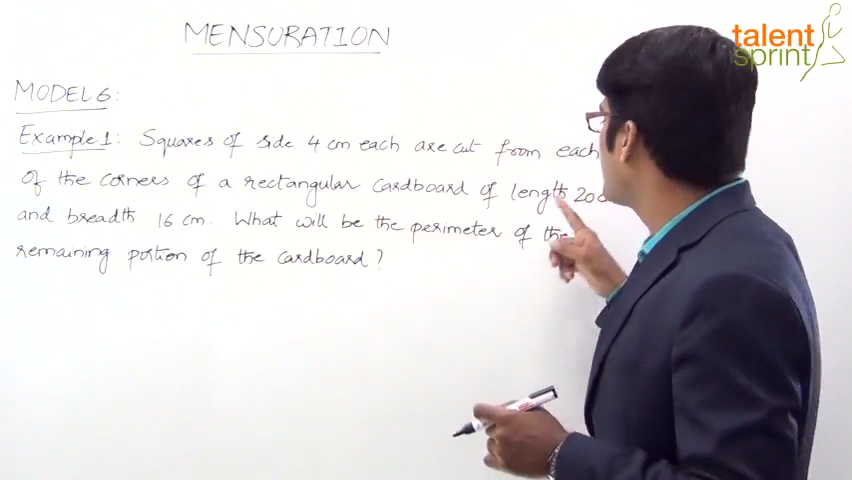 talent
sprint
MENSURATION
MODEL 6:
Example 1: Squares of side 4 cm each are cut from each
of the corners of a rectangular cardboard of length 20
and breadth 16 cm. What will be the perimeter of the
remaining portion of the cardboard?